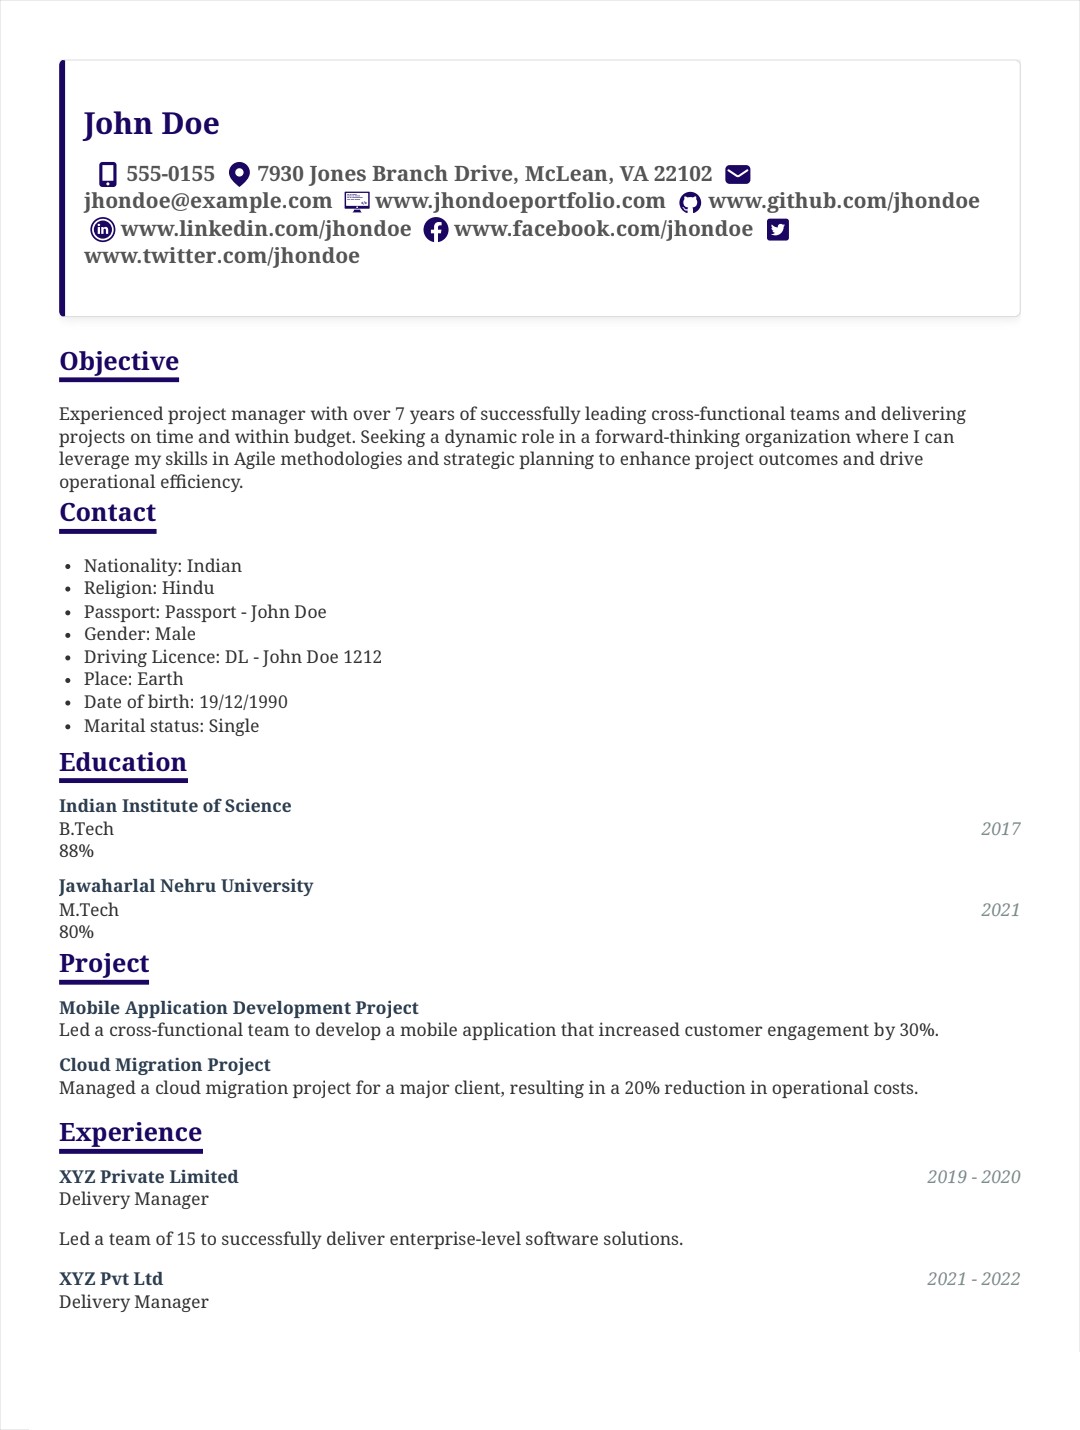 John Doe
555-0155 7930 Jones Branch Drive, McLean, VA 22102
jhondoe@example.com www.jhondoeportfolio.com www.github.com/jhondoe
www.linkedin.com/jhondoe www.facebook.com/jhondoe
www.twitter.com/jhondoe
Objective
Experienced project manager with over 7 years of successfully leading cross-functional teams and delivering
projects on time and within budget. Seeking a dynamic role in a forward-thinking organization where I can
leverage my skills in Agile methodologies and strategic planning to enhance project outcomes and drive
operational efficiency.
Contact
• Nationality: Indian
• Religion: Hindu
• Passport: Passport - John Doe
• Gender: Male
• Driving Licence: DL - John Doe 1212
• Place: Earth
• Date of birth: 19/12/1990
• Marital status: Single
Education
Indian Institute of Science
B.Tech 2017
88%
Jawaharlal Nehru University
M.Tech 2021
80%
Project
Mobile Application Development Project
Led a cross-functional team to develop a mobile application that increased customer engagement by 30%.
Cloud Migration Project
Managed a cloud migration project for a major client, resulting in a 20% reduction in operational costs.
Experience
XYZ Private Limited 2019 - 2020
Delivery Manager
Led a team of 15 to successfully deliver enterprise-level software solutions.
XYZ Pvt Ltd 2021 - 2022
Delivery Manager